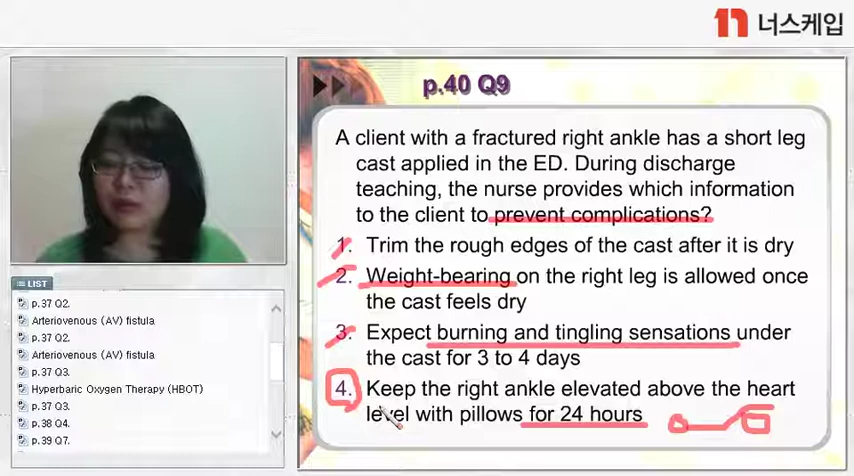 너스케입
p.40 Q9
A client with a fractured right ankle has a short leg
cast applied in the ED. During discharge
teaching, the nurse provides which information
to the client to prevent complications?
1. Trim the rough edges of the cast after it is dry
2. Weight-bearing on the right leg is allowed once
the cast feels dry
3. Expect burning and tingling sensations under
the cast for 3 to 4 days
4. Keep the right ankle elevated above the heart
level with pillows for 24 hours
LIST
p.37 Q2.
Arteriovenous (AV) fistula
p.37 Q2.
Arteriovenous (AV) fistula
p.37 Q3.
Hyperbaric Oxygen Therapy (HBOT)
p.37 Q3.
p.38 Q4.
p.39 Q7.